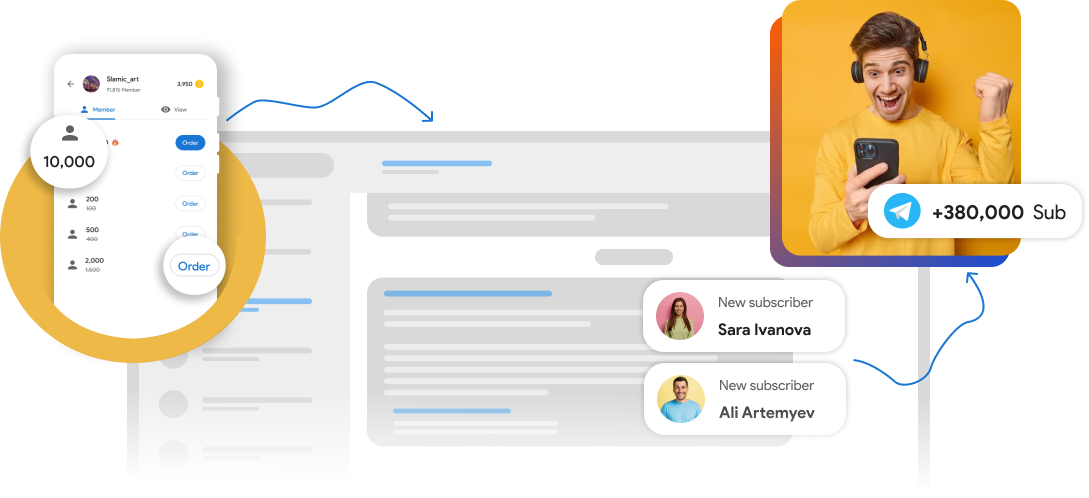 Slamic_art
91,876 Member
3,950
Member
View
10,000
Order
Order
200
100
Order
500
400
Order
2,000
1,500
Order
+380,000 Sub
New subscriber
Sara Ivanova
New subscriber
Ali Artemyev